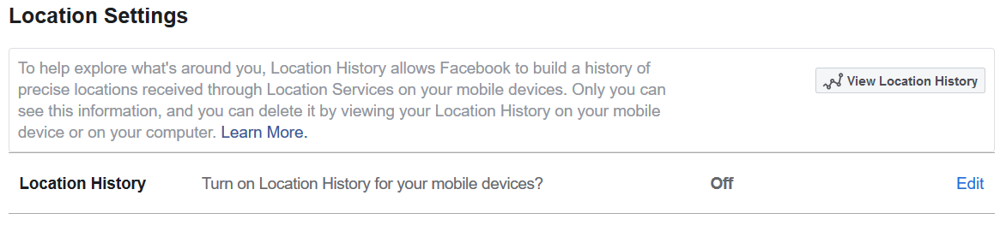 Location Settings
To help explore what's around you, Location History allows Facebook to build a history of
precise locations received through Location Services on your mobile devices. Only you can
see this information, and you can delete it by viewing your Location History on your mobile
device or on your computer. Learn More.
View Location History
Location History Turn on Location History for your mobile devices? Off Edit